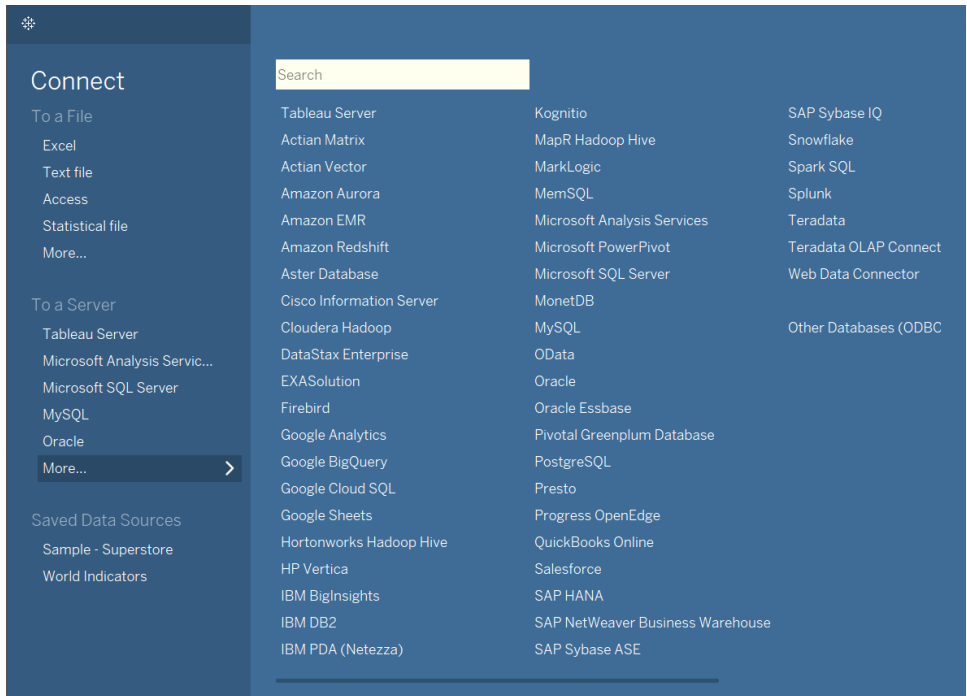 Connect
To a File
Excel
Text file
Access
Statistical file
More...
To a Server
Tableau Server
Microsoft Analysis Servic...
Microsoft SQL Server
MySQL
Oracle
More...
Saved Data Sources
Sample - Superstore
World Indicators
Search
Tableau Server
Actian Matrix
Actian Vector
Amazon Aurora
Amazon EMR
Amazon Redshift
Aster Database
Cisco Information Server
Cloudera Hadoop
DataStax Enterprise
EXASolution
Firebird
Google Analytics
Google BigQuery
Google Cloud SQL
Google Sheets
Hortonworks Hadoop Hive
HP Vertica
IBM BigInsights
IBM DB2
IBM PDA (Netezza)
Kognitio
MapR Hadoop Hive
MarkLogic
MemSQL
Microsoft Analysis Services
Microsoft PowerPivot
Microsoft SQL Server
MonetDB
MySQL
OData
Oracle
Oracle Essbase
Pivotal Greenplum Database
PostgreSQL
Presto
Progress OpenEdge
QuickBooks Online
Salesforce
SAP HANA
SAP NetWeaver Business Warehouse
SAP Sybase ASE
SAP Sybase IQ
Snowflake
Spark SQL
Splunk
Teradata
Teradata OLAP Connect
Web Data Connector
Other Databases (ODBC